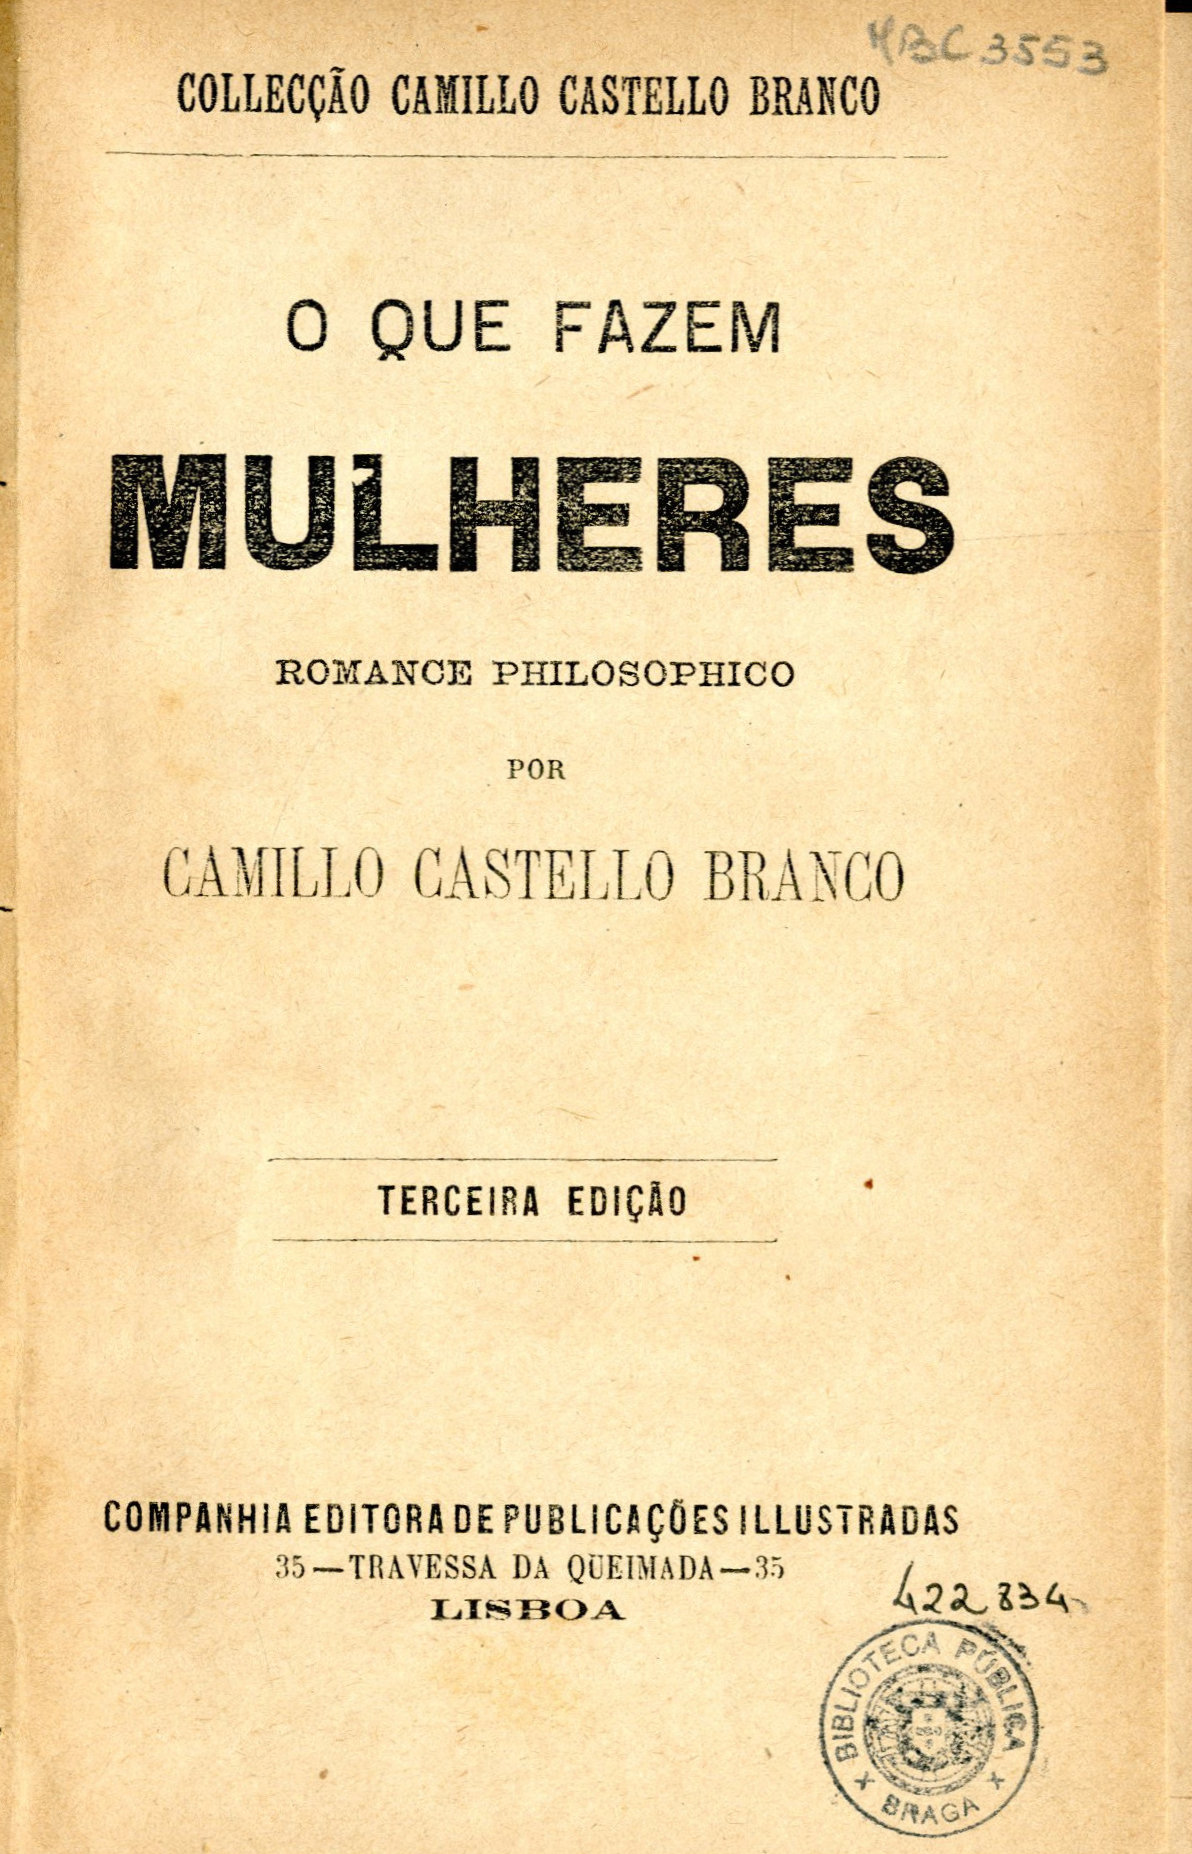 MBC 3553
COLLECÇÃO CAMILLO CASTELLO BRANCO
O QUE FAZEM
MULHERES
ROMANCE PHILOSOPHICO
POR
CAMILLO CASTELLO BRANCO
TERCEIRA EDIÇÃO
COMPANHIA EDITORA DE PUBLICAÇÕES ILLUSTRADAS
35—TRAVESSA DA QUEIMADA—35
LISBOA
422834
BIBLIOTECA PÚBLICA
X BRAGA X